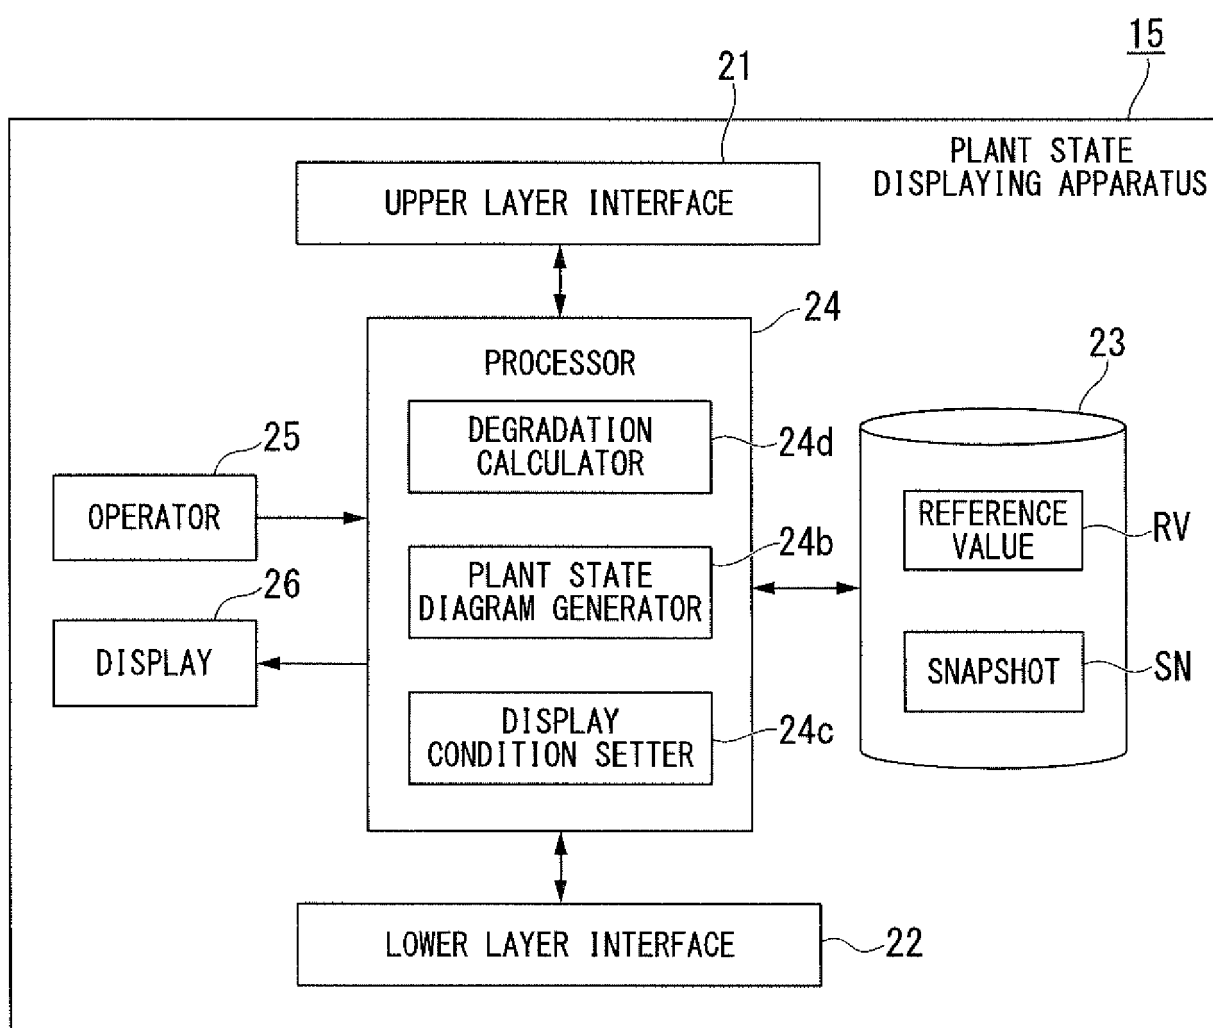 15
21
PLANT STATE
DISPLAYING APPARATUS
UPPER LAYER INTERFACE
24
PROCESSOR
23
DEGRADATION
CALCULATOR
24d
25
OPERATOR
REFERENCE
VALUE
RV
24b
PLANT STATE
DIAGRAM GENERATOR
26
DISPLAY
SNAPSHOT
SN
DISPLAY
CONDITION SETTER
24c
LOWER LAYER INTERFACE
22